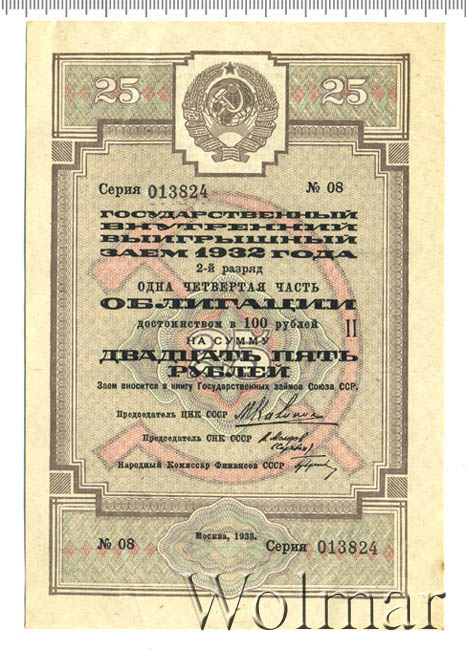 25 25
Серия 013824 № 08
ГОСУДАРСТВЕННЫЙ
ВНУТРЕННИЙ
ВЫИГРЫШНЫЙ
ЗАЕМ 1932 ГОДА
2-й разряд
ОДНА ЧЕТВЕРТАЯ ЧАСТЬ
ОБЛИГАЦИИ
достоинством в 100 рублей II
НА СУММУ
25
ДВАДЦАТЬ ПЯТЬ
РУБЛЕЙ
Заем вносится в книгу Государственных займов Союза ССР.
Председатель ЦИК СССР М Калинин
Председатель СНК СССР
Народный Комиссар Финансов СССР
Москва, 1933.
№ 08 Серия 013824
Wolmar